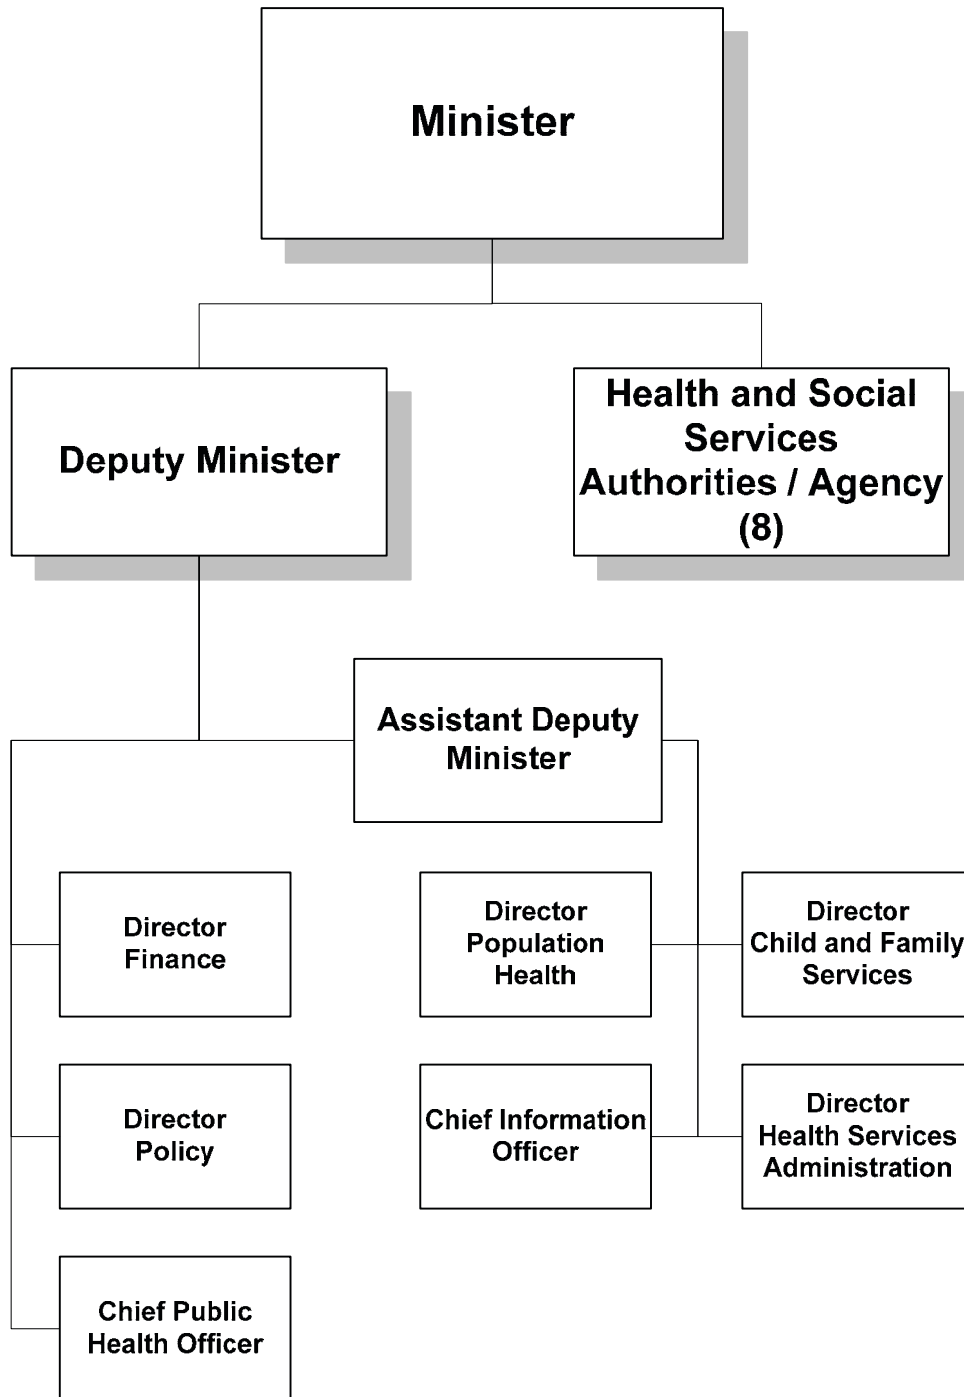 Minister
Deputy Minister
Health and Social
Services
Authorities / Agency
(8)
Assistant Deputy
Minister
Director
Finance
Director
Population
Health
Director
Child and Family
Services
Director
Policy
Chief Information
Officer
Director
Health Services
Administration
Chief Public
Health Officer